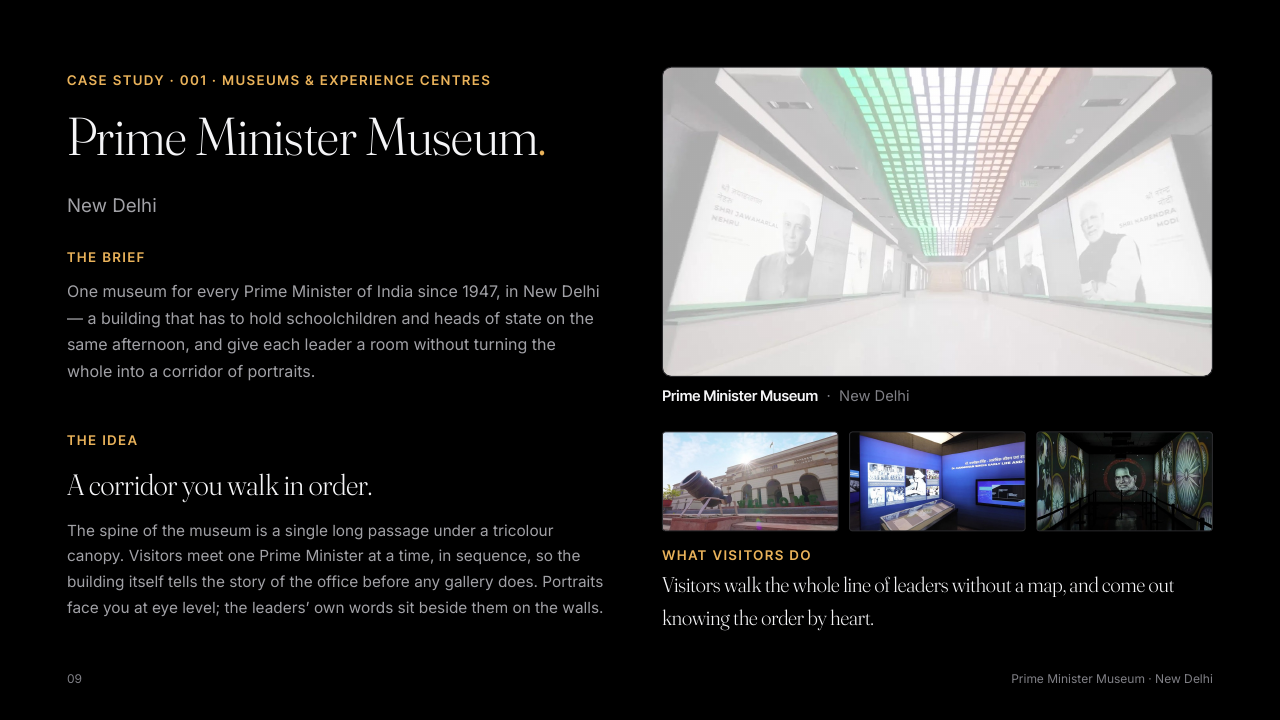 CASE STUDY · 001 · MUSEUMS & EXPERIENCE CENTRES
Prime Minister Museum.
New Delhi
THE BRIEF
One museum for every Prime Minister of India since 1947, in New Delhi
— a building that has to hold schoolchildren and heads of state on the
same afternoon, and give each leader a room without turning the
whole into a corridor of portraits.
THE IDEA
A corridor you walk in order.
The spine of the museum is a single long passage under a tricolour
canopy. Visitors meet one Prime Minister at a time, in sequence, so the
building itself tells the story of the office before any gallery does. Portraits
face you at eye level; the leaders’ own words sit beside them on the walls.
SHRI JAWAHARLAL
NEHRU
SHRI NARENDRA
MODI
Prime Minister Museum · New Delhi
WHAT VISITORS DO
Visitors walk the whole line of leaders without a map, and come out
knowing the order by heart.
09
Prime Minister Museum · New Delhi